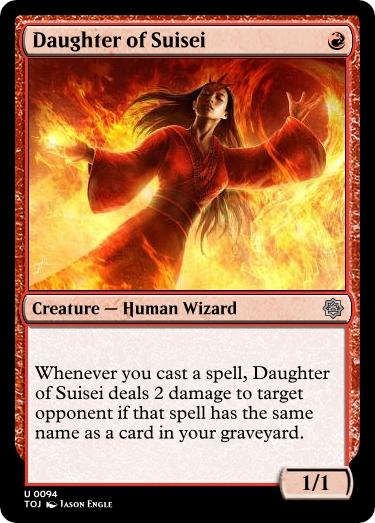 Daughter of Suisei
Creature — Human Wizard
Whenever you cast a spell, Daughter
of Suisei deals 2 damage to target
opponent if that spell has the same
name as a card in your graveyard.
1/1
U 0094
TOJ Jason Engle